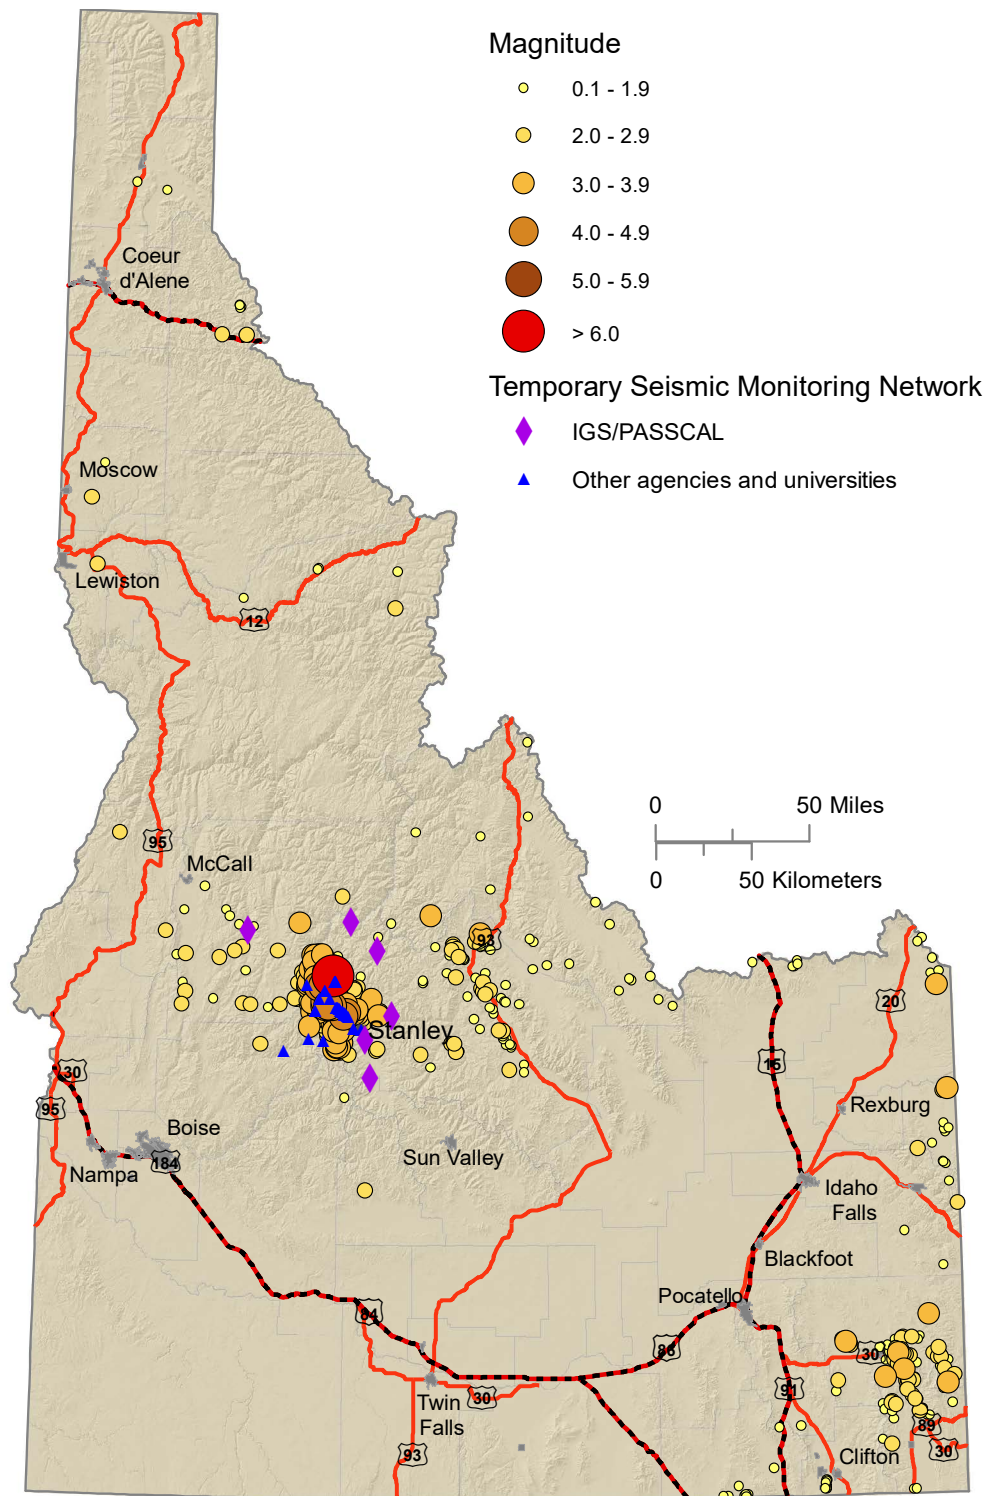 Magnitude
0.1 - 1.9
2.0 - 2.9
3.0 - 3.9
4.0 - 4.9
5.0 - 5.9
> 6.0
Temporary Seismic Monitoring Network
IGS/PASSCAL
Other agencies and universities
Coeur
d'Alene
Moscow
Lewiston
12
0 50 Miles
0 50 Kilometers
95
McCall
93
20
Stanley
15
30
95
Rexburg
Boise
184
Nampa
Sun Valley
Idaho
Falls
Blackfoot
Pocatello
84
86
30
91
30
Twin
Falls
89
93
Clifton
30